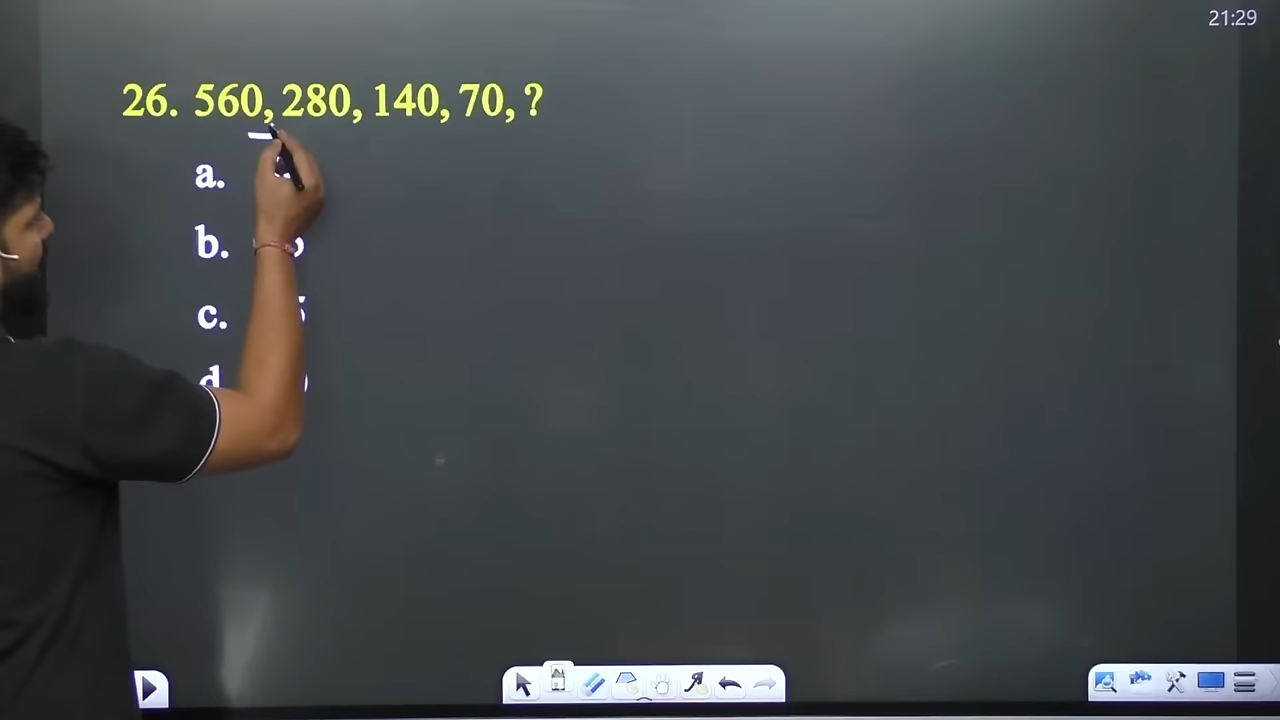 21:29
26. 560, 280, 140, 70, ?
a.
b.
c.
d